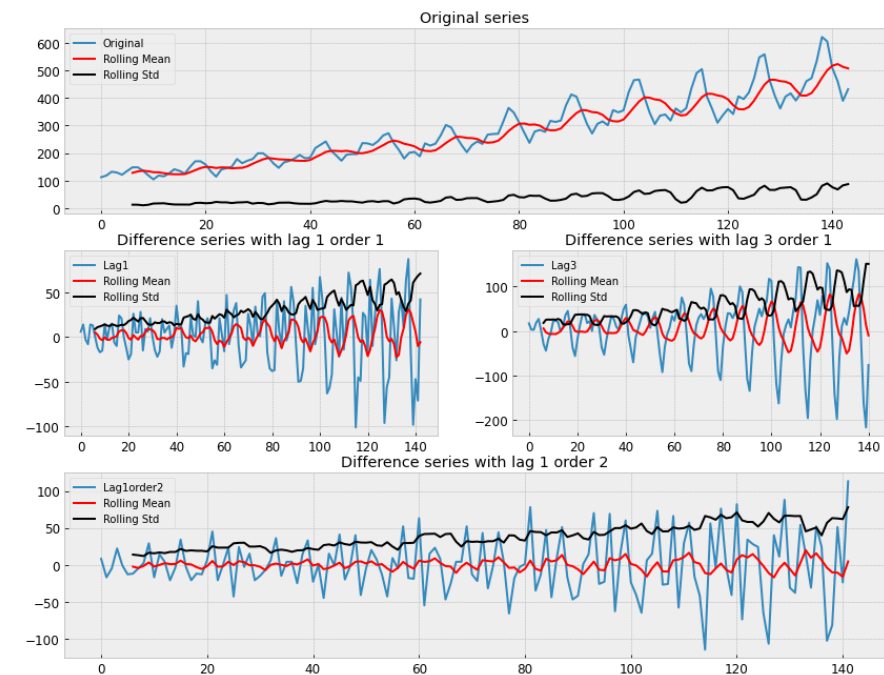 Original series
Original
Rolling Mean
Rolling Std
600
500
400
300
200
100
0
0 20 40 60 80 100 120 140
Difference series with lag 1 order 1
Lag1
Rolling Mean
Rolling Std
50
0
−50
−100
0 20 40 60 80 100 120 140
Difference series with lag 3 order 1
Lag3
Rolling Mean
Rolling Std
100
0
−100
−200
0 20 40 60 80 100 120 140
Difference series with lag 1 order 2
Lag1order2
Rolling Mean
Rolling Std
100
50
0
−50
−100
0 20 40 60 80 100 120 140